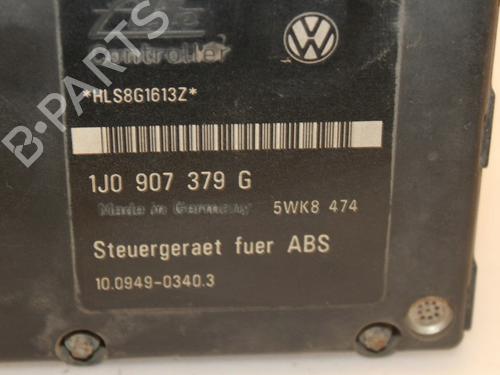 controller
*HLS8G1613Z*
1J0 907 379 G
Made in Germany 5WK8 474
Steuergeraet fuer ABS
10.0949-0340.3
B-PARTS